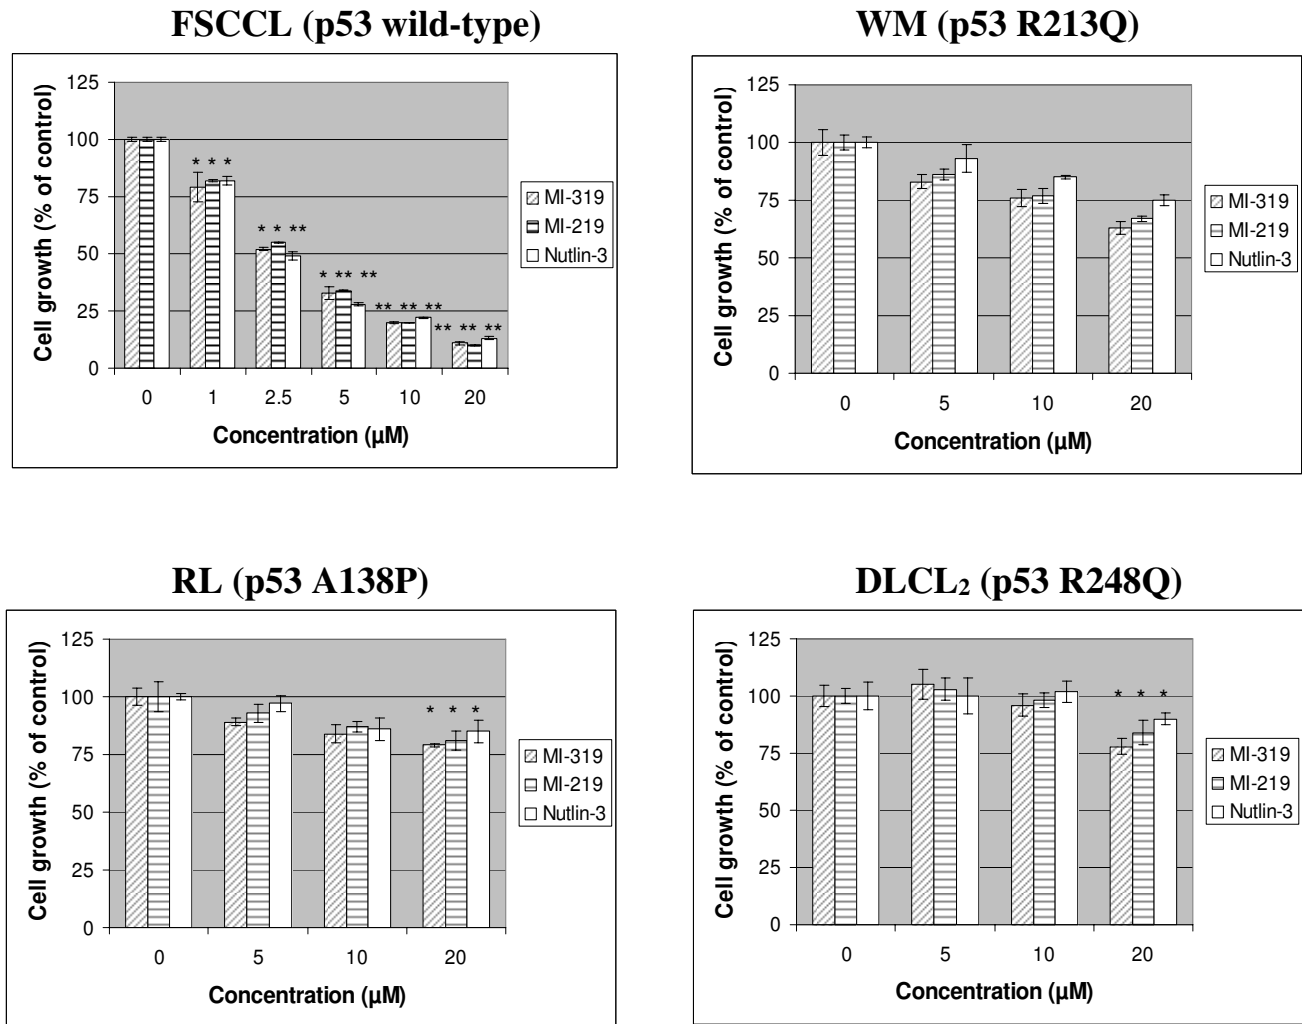 FSCCL (p53 wild-type)
125
100
75
50
25
0
Cell growth (% of control)
* * *
* * **
* ** **
** ** **
** ** **
0 1 2.5 5 10 20
Concentration (µM)
MI-319
MI-219
Nutlin-3
WM (p53 R213Q)
125
100
75
50
25
0
Cell growth (% of control)
0 5 10 20
Concentration (µM)
MI-319
MI-219
Nutlin-3
RL (p53 A138P)
125
100
75
50
25
0
Cell growth (% of control)
* * *
0 5 10 20
Concentration (µM)
MI-319
MI-219
Nutlin-3
DLCL₂ (p53 R248Q)
125
100
75
50
25
0
Cell growth (% of control)
* * *
0 5 10 20
Concentration (µM)
MI-319
MI-219
Nutlin-3